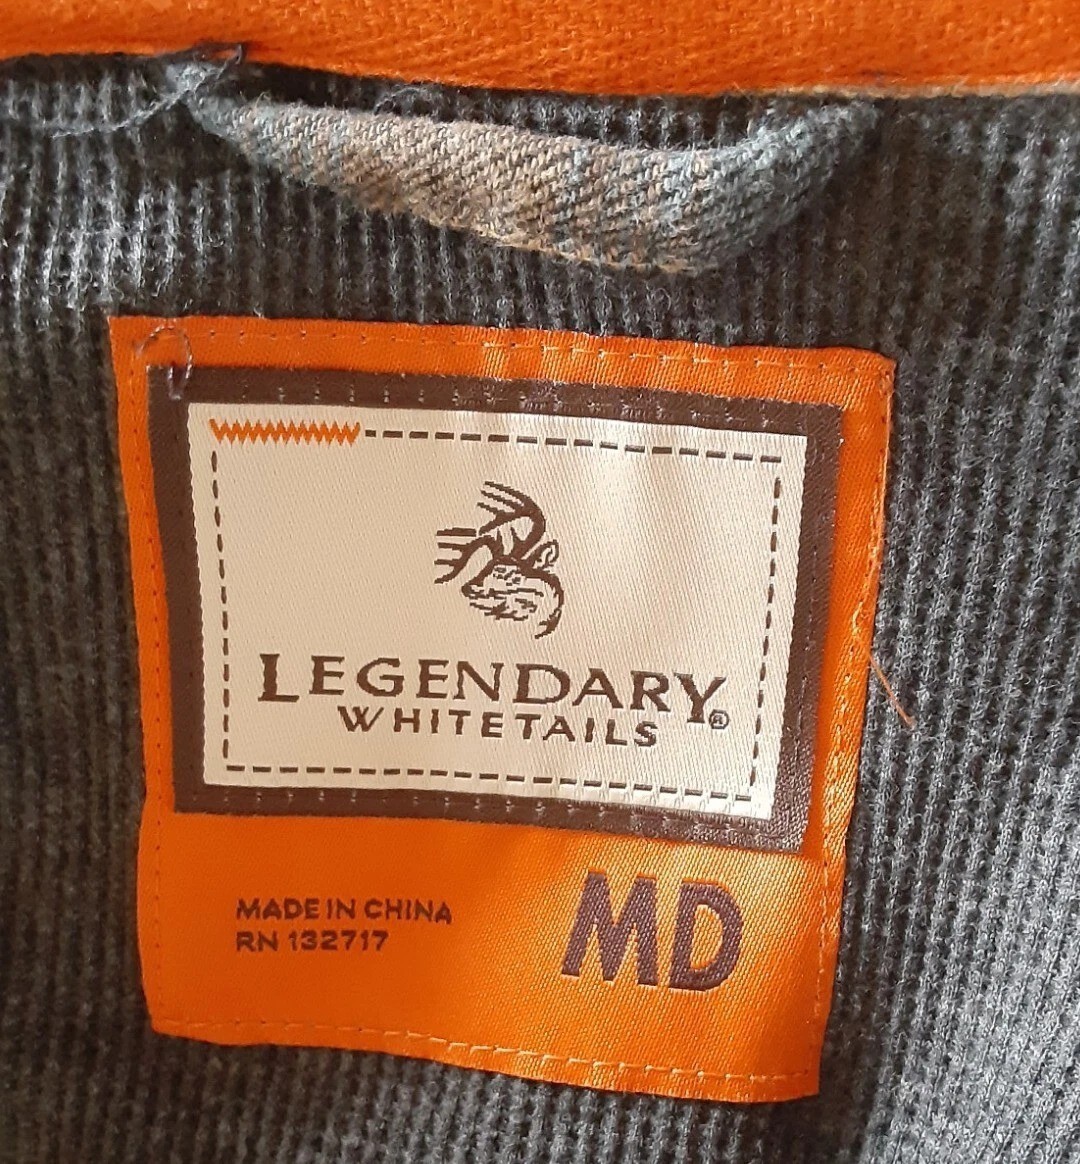 LEGENDARY®
WHITETAILS
MADE IN CHINA
RN 132717
MD